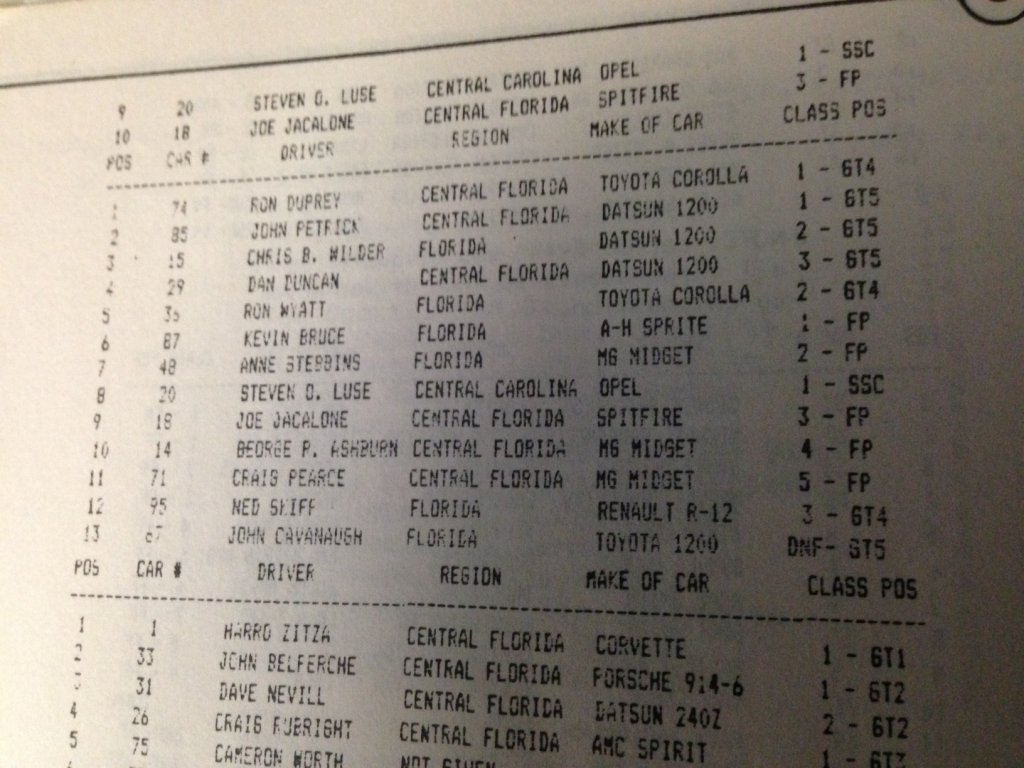 9 20 STEVEN O. LUSE CENTRAL CAROLINA OPEL 1 - SSC
10 18 JOE JACALONE CENTRAL FLORIDA SPITFIRE 3 - FP
POS CAR # DRIVER REGION MAKE OF CAR CLASS POS
1 74 RON DUPREY CENTRAL FLORIDA TOYOTA COROLLA 1 - GT4
2 85 JOHN PETRICK CENTRAL FLORIDA DATSUN 1200 1 - GT5
3 15 CHRIS B. WILDER FLORIDA DATSUN 1200 2 - GT5
4 29 DAN DUNCAN CENTRAL FLORIDA DATSUN 1200 3 - GT5
5 RON WYATT FLORIDA TOYOTA COROLLA 2 - GT4
6 87 KEVIN BRUCE FLORIDA A-H SPRITE 1 - FP
7 48 ANNE STEBBINS FLORIDA MG MIDGET 2 - FP
8 20 STEVEN O. LUSE CENTRAL CAROLINA OPEL 1 - SSC
9 18 JOE JACALONE CENTRAL FLORIDA SPITFIRE 3 - FP
10 14 GEORGE P. ASHBURN CENTRAL FLORIDA MG MIDGET 4 - FP
11 71 CRAIG PEARCE CENTRAL FLORIDA MG MIDGET 5 - FP
12 95 NED SKIFF FLORIDA RENAULT R-12 3 - GT4
13 67 JOHN CAVANAUGH FLORIDA TOYOTA 1200 DNF- GT5
POS CAR # DRIVER REGION MAKE OF CAR CLASS POS
1 1 HARRO ZITZA CENTRAL FLORIDA CORVETTE 1 - GT1
2 33 JOHN BELFERCHE CENTRAL FLORIDA PORSCHE 914-6 1 - GT2
3 31 DAVE NEVILL CENTRAL FLORIDA DATSUN 240Z 2 - GT2
4 26 CRAIG RUBRIGHT CENTRAL FLORIDA AMC SPIRIT 1 - GT3
5 75 CAMERON WORTH NOT GIVEN